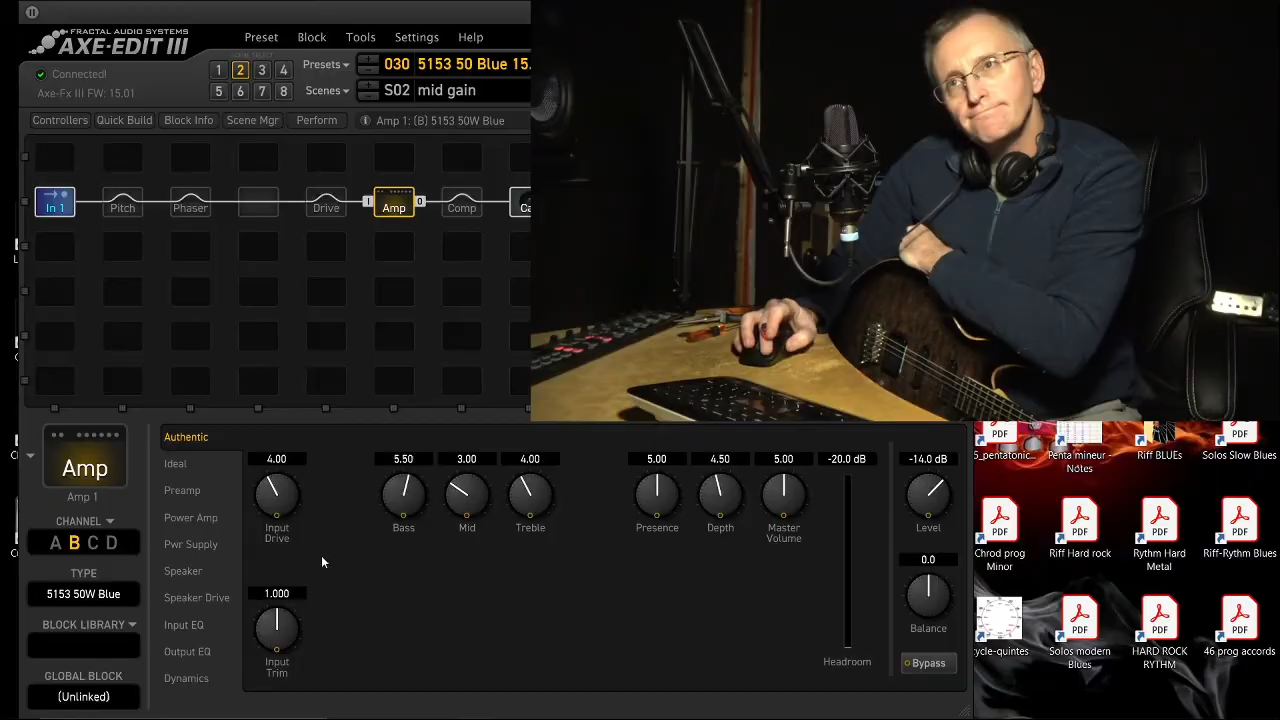 FRACTAL AUDIO SYSTEMS
AXE-EDIT III
Preset Block Tools Settings Help
Connected!
Axe-Fx III FW: 15.01
1 2 3 4
5 6 7 8
Presets
030 5153 50 Blue 15.
Scenes
S02 mid gain
Controllers Quick Build Block Info Scene Mgr Perform
Amp 1: (B) 5153 50W Blue
In 1 Pitch Phaser Drive I Amp O Comp Ca
Amp
Amp 1
CHANNEL
A B C D
TYPE
5153 50W Blue
BLOCK LIBRARY
GLOBAL BLOCK
(Unlinked)
Authentic
Ideal
Preamp
Power Amp
Pwr Supply
Speaker
Speaker Drive
Input EQ
Output EQ
Dynamics
4.00 5.50 3.00 4.00 5.00 4.50 5.00 -20.0 dB -14.0 dB
Input Bass Mid Treble Presence Depth Master Level
Drive Volume
1.000 0.0
Input Balance
Trim Headroom
Bypass
PDF PDF
5_pentatonic... Penta mineur - Riff BLUEs Solos Slow Blues
Notes
PDF PDF PDF PDF
Chrod prog Riff Hard rock Rythm Hard Riff-Rythm Blues
Minor Metal
PDF PDF PDF
cycle-quintes Solos modern HARD ROCK 46 prog accords
Blues RYTHM